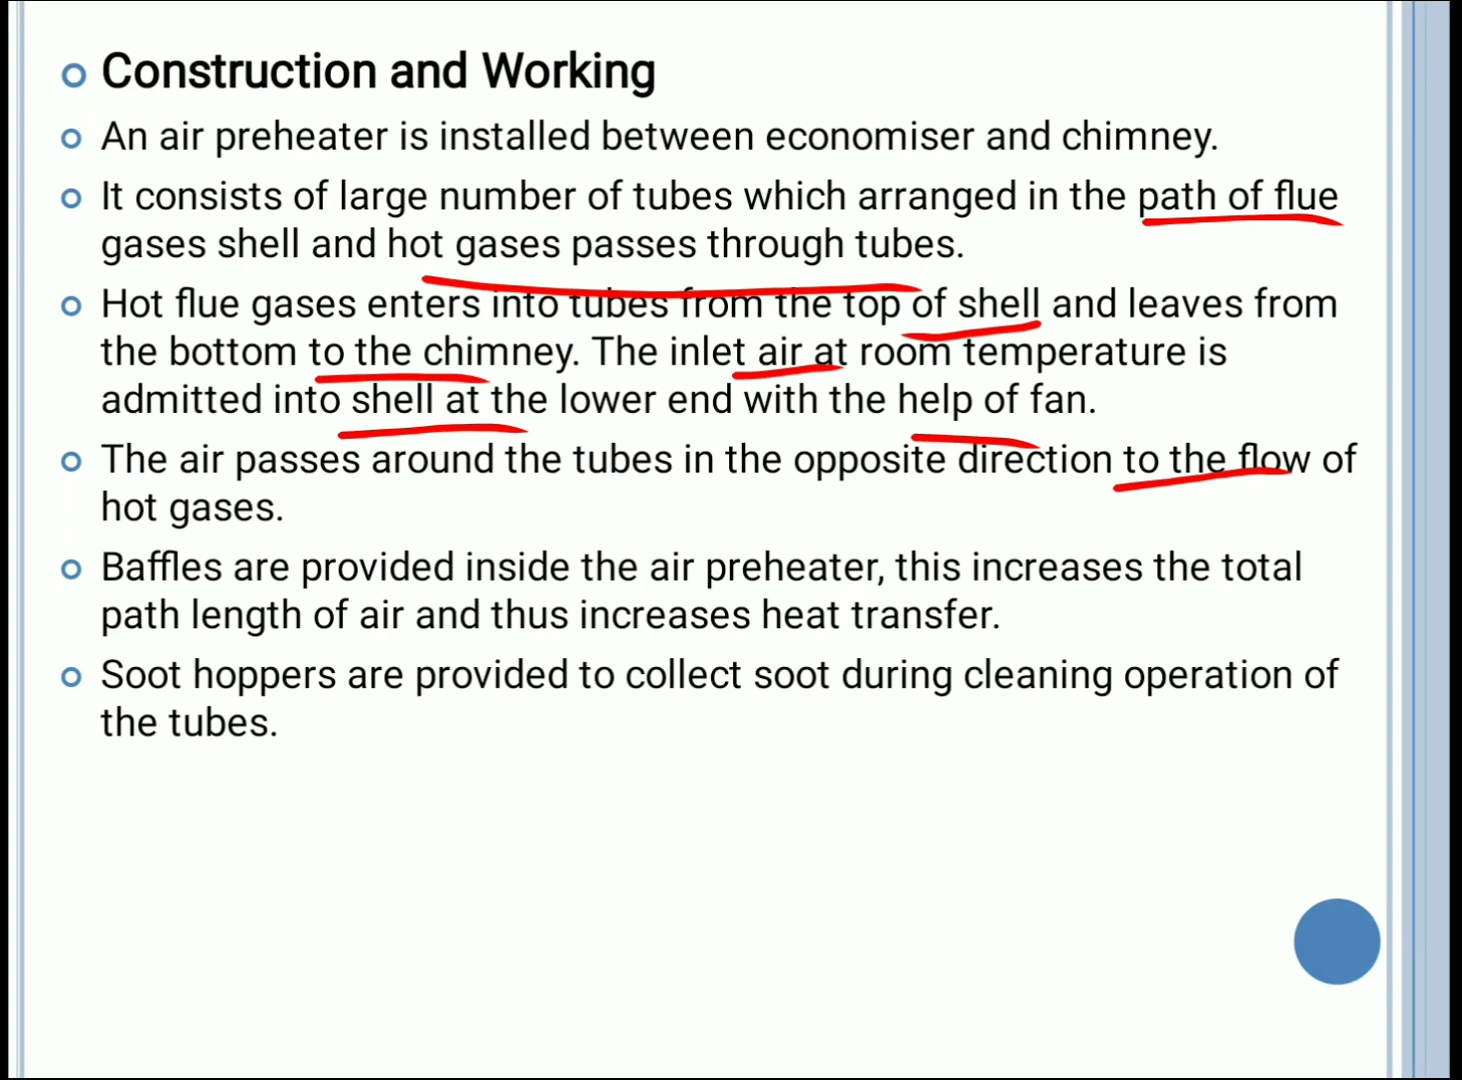 Construction and Working
An air preheater is installed between economiser and chimney.
It consists of large number of tubes which arranged in the path of flue
gases shell and hot gases passes through tubes.
Hot flue gases enters into tubes from the top of shell and leaves from
the bottom to the chimney. The inlet air at room temperature is
admitted into shell at the lower end with the help of fan.
The air passes around the tubes in the opposite direction to the flow of
hot gases.
Baffles are provided inside the air preheater, this increases the total
path length of air and thus increases heat transfer.
Soot hoppers are provided to collect soot during cleaning operation of
the tubes.